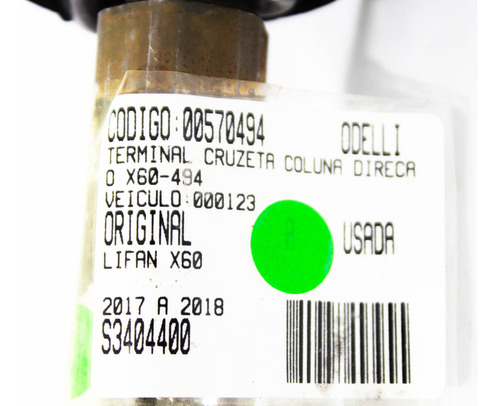 CODIGO:00570494 ODELLI
TERMINAL CRUZETA COLUNA DIRECA
O X60-494
VEICULO:000123
ORIGINAL A USADA
LIFAN X60
2017 A 2018
S3404400